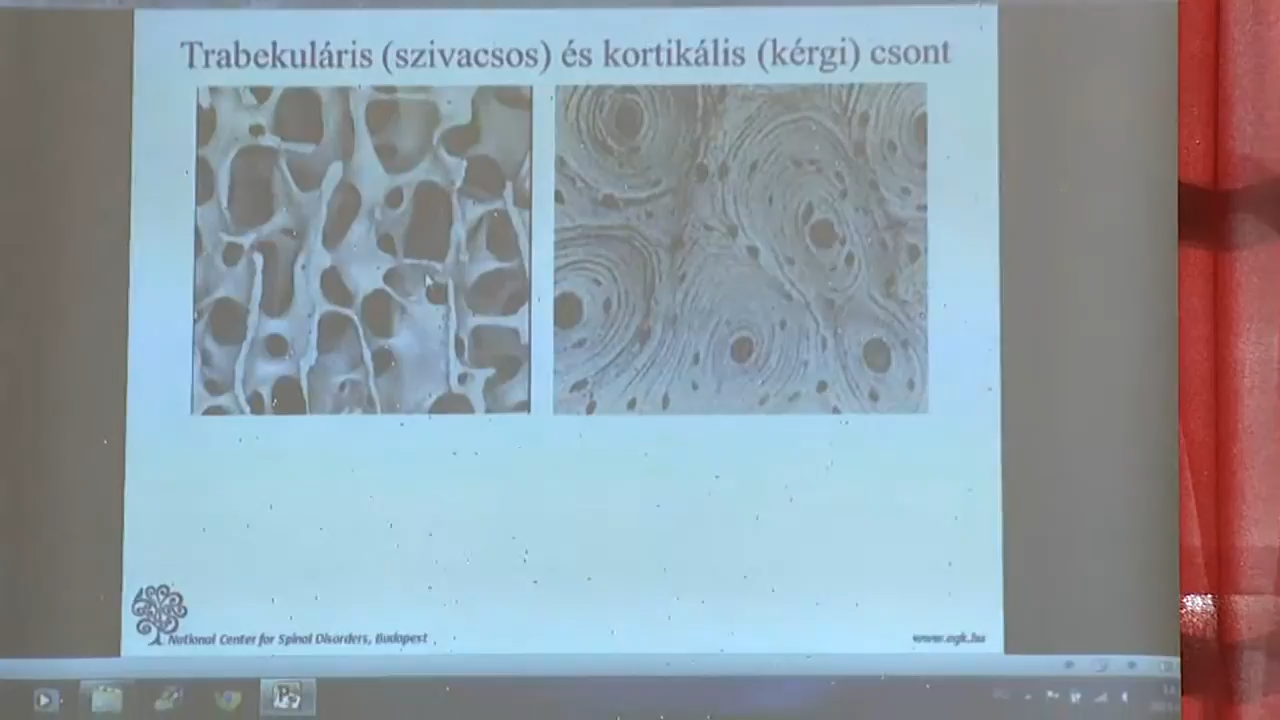 Trabekuláris (szivacsos) és kortikális (kérgi) csont
National Center for Spinal Disorders, Budapest
www.ogk.hu